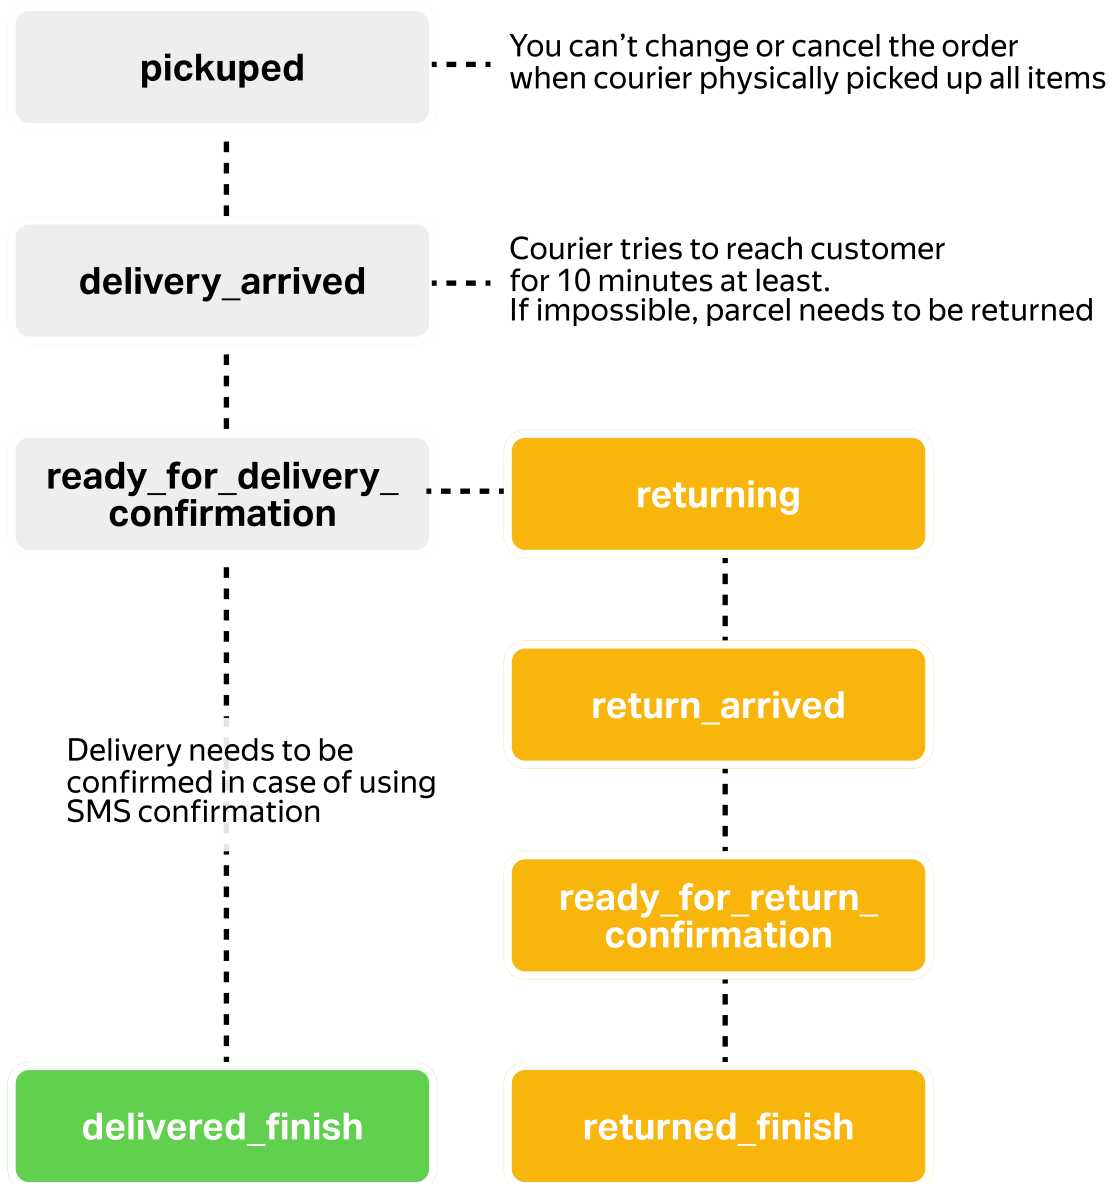 pickuped
You can’t change or cancel the order
when courier physically picked up all items
delivery_arrived
Courier tries to reach customer
for 10 minutes at least.
If impossible, parcel needs to be returned
ready_for_delivery_
confirmation
returning
return_arrived
Delivery needs to be
confirmed in case of using
SMS confirmation
ready_for_return_
confirmation
delivered_finish
returned_finish